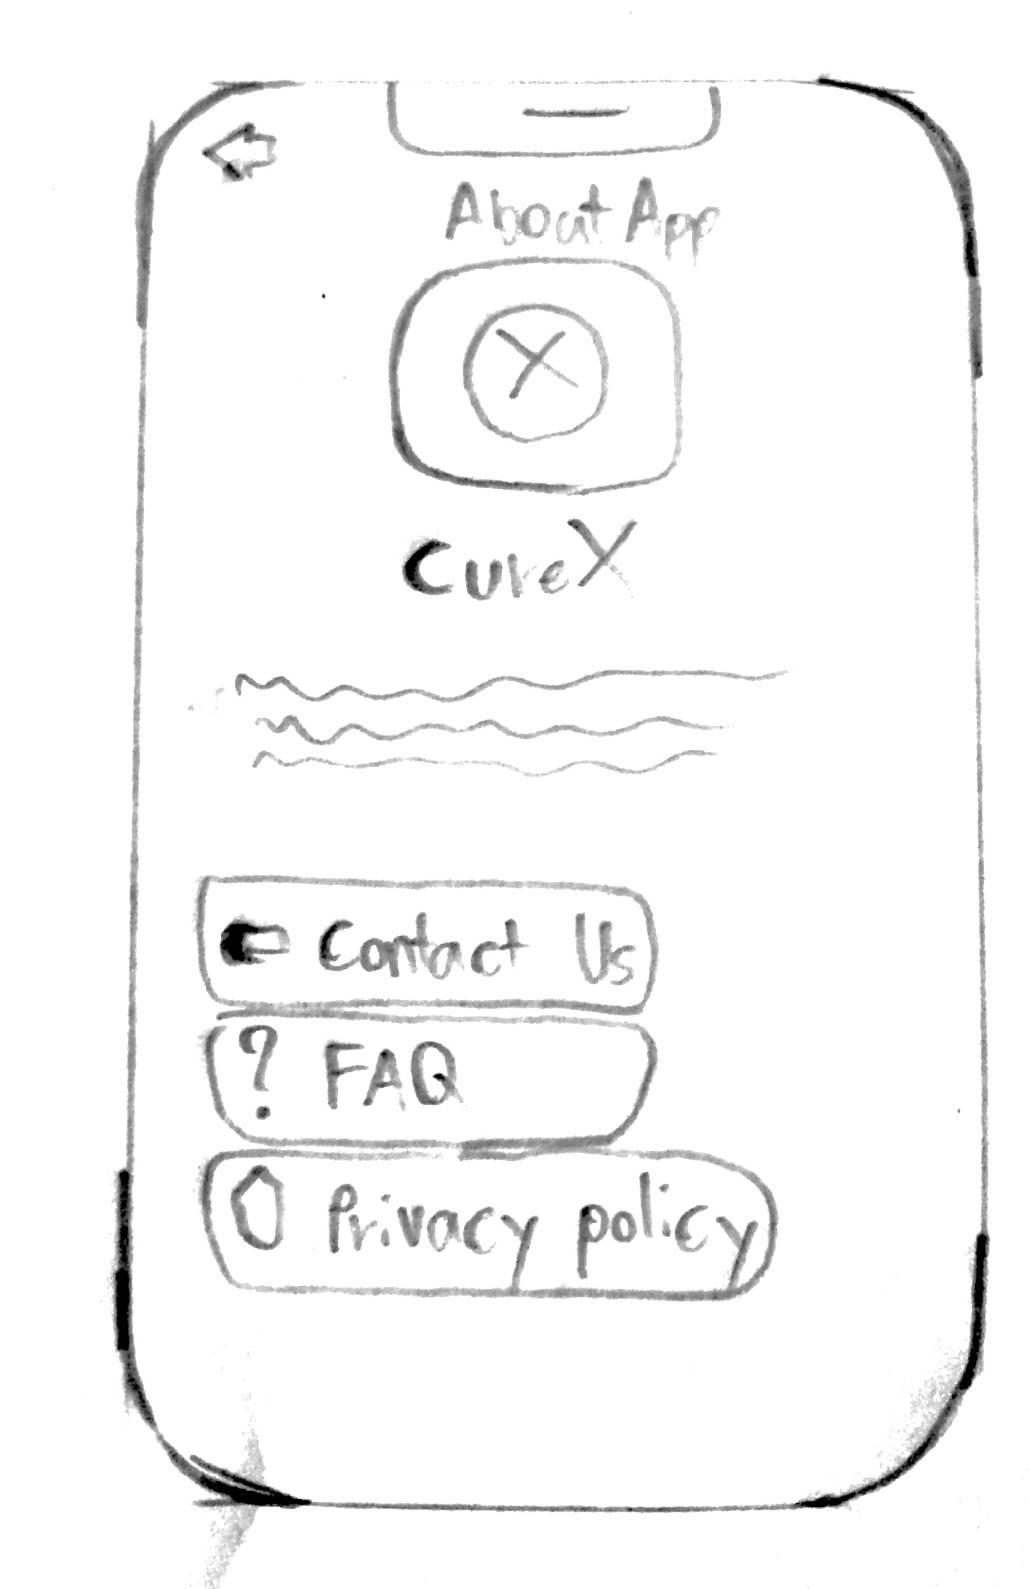 About App
X
CureX
Contact Us
? FAQ
Privacy policy